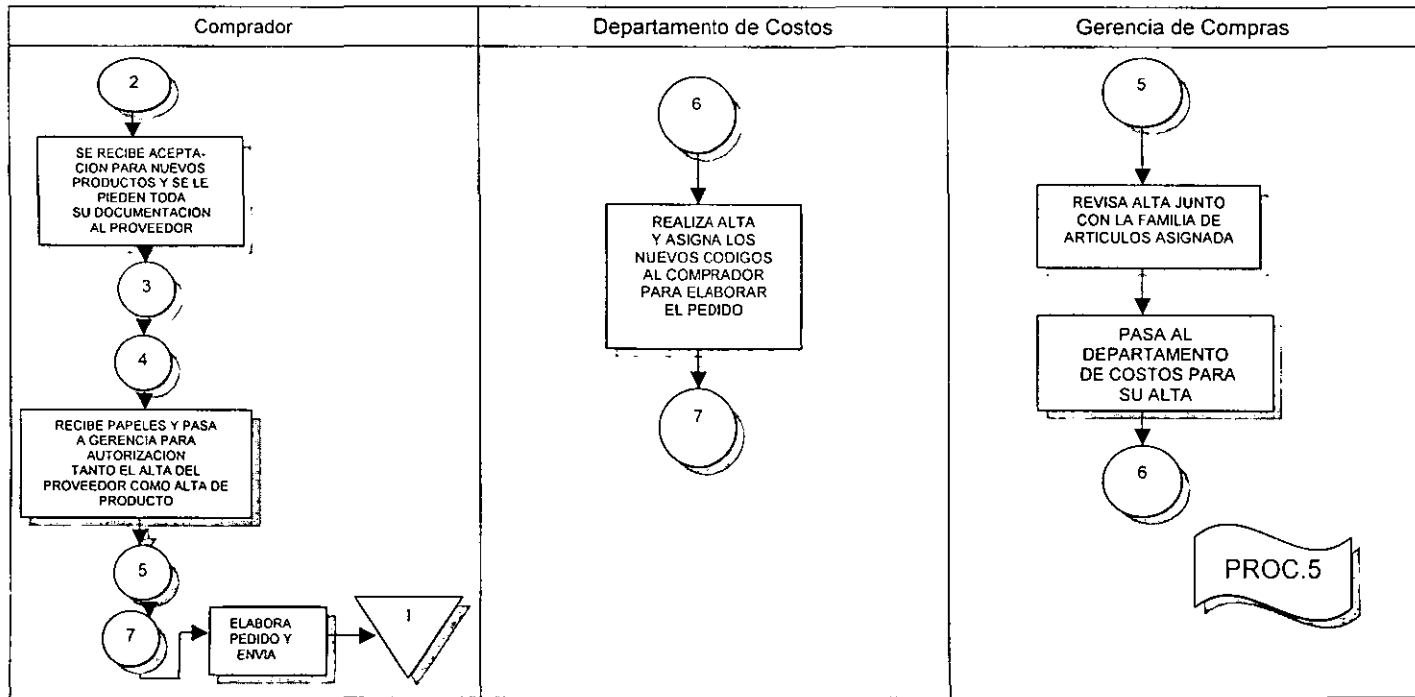 Comprador
Departamento de Costos
Gerencia de Compras
2
SE RECIBE ACEPTA-
CION PARA NUEVOS
PRODUCTOS Y SE LE
PIEDEN TODA
SU DOCUMENTACION
AL PROVEEDOR
3
4
RECIBE PAPELES Y PASA
A GERENCIA PARA
AUTORIZACIÓN
TANTO EL ALTA DEL
PROVEEDOR COMO ALTA DE
PRODUCTO
5
7
ELABORA
PEDIDO Y
ENVIA
1
6
REALIZA ALTA
Y ASIGNA LOS
NUEVOS CODIGOS
AL COMPRADOR
PARA ELABORAR
EL PEDIDO
7
5
REVISA ALTA JUNTO
CON LA FAMILIA DE
ARTICULOS ASIGNADA
PASA AL
DEPARTAMENTO
DE COSTOS PARA
SU ALTA
6
PROC.5